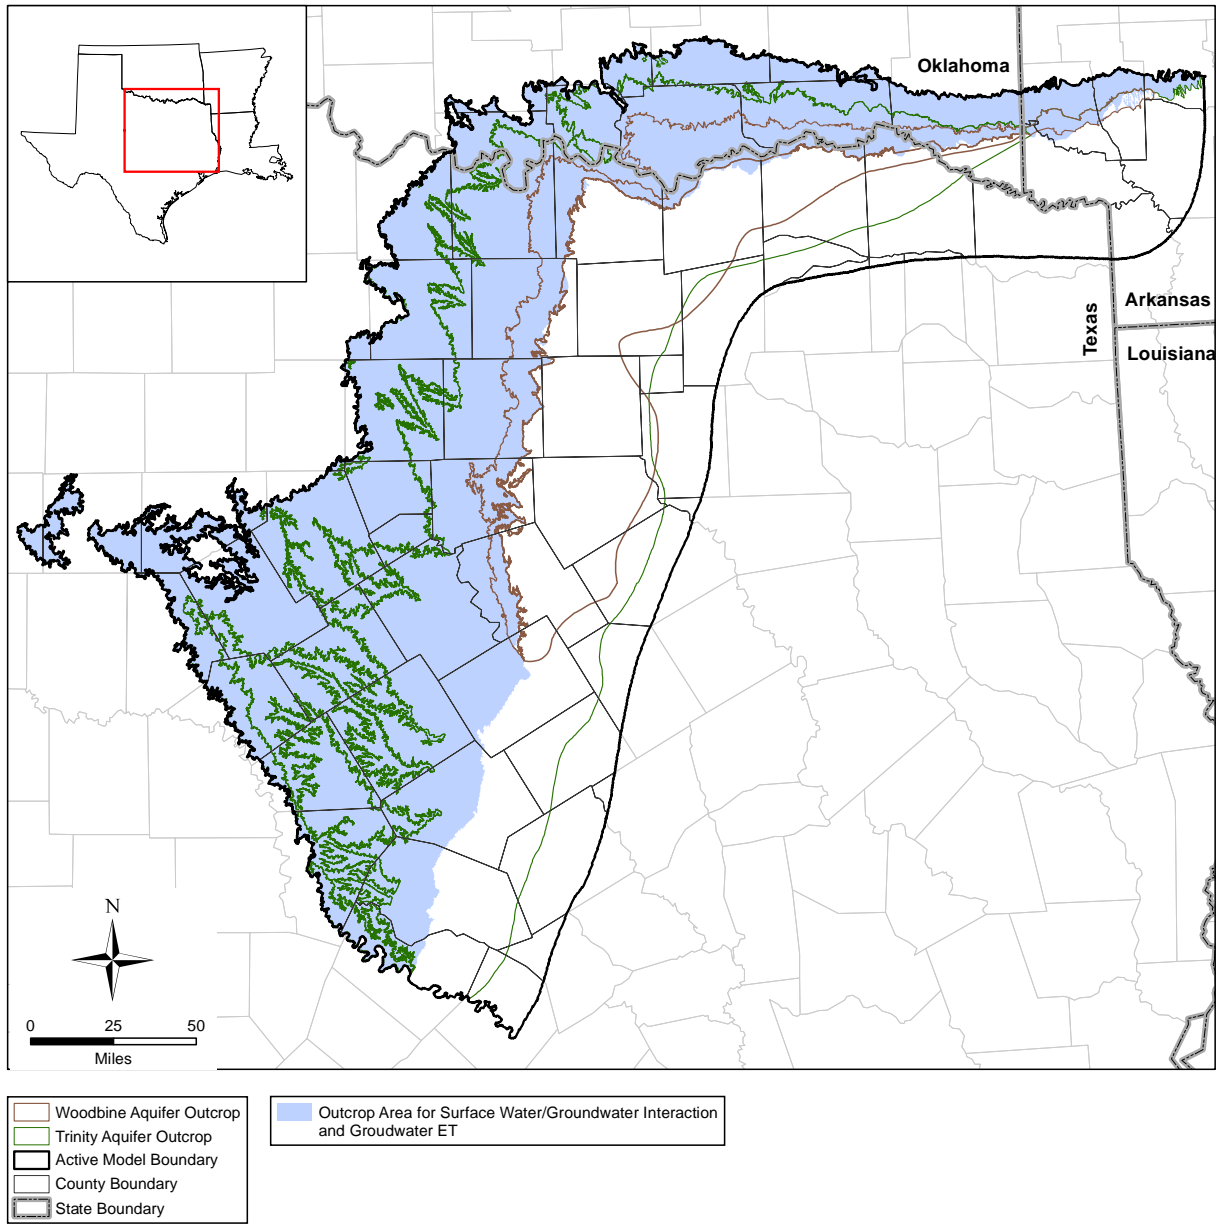 Oklahoma
Arkansas
Texas
Louisiana
N
0 25 50
Miles
Woodbine Aquifer Outcrop
Trinity Aquifer Outcrop
Active Model Boundary
County Boundary
State Boundary
Outcrop Area for Surface Water/Groundwater Interaction
and Groudwater ET